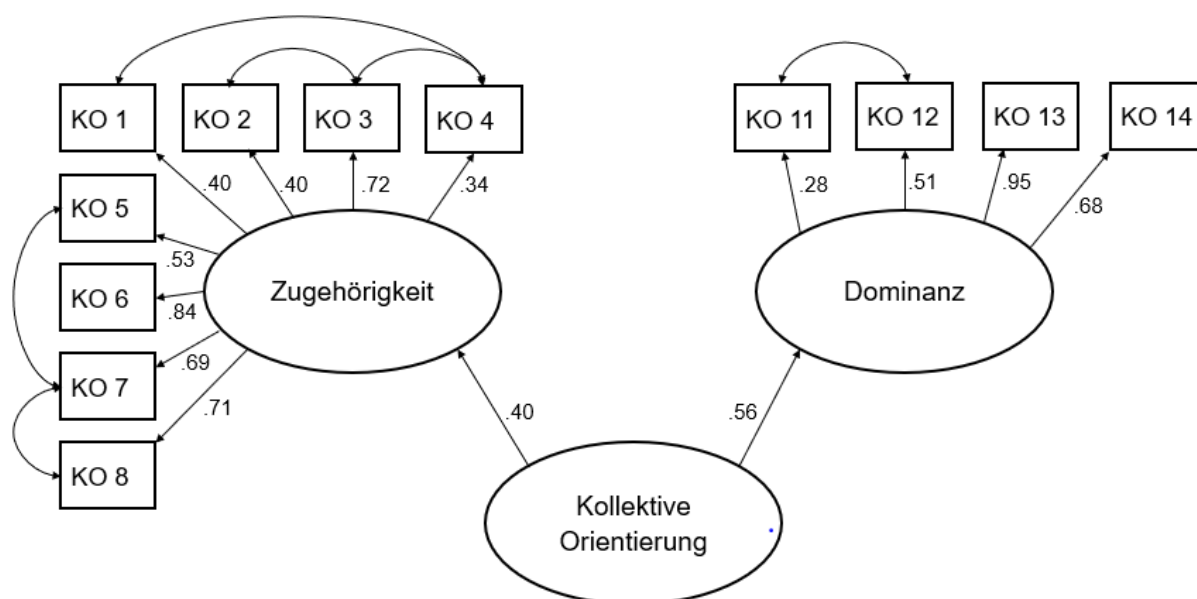 KO 1
KO 2
KO 3
KO 4
KO 11
KO 12
KO 13
KO 14
.40
.40
.72
.34
.28
.51
.95
.68
KO 5
.53
KO 6
.84
Zugehörigkeit
Dominanz
KO 7
.69
.71
KO 8
.40
.56
Kollektive
Orientierung